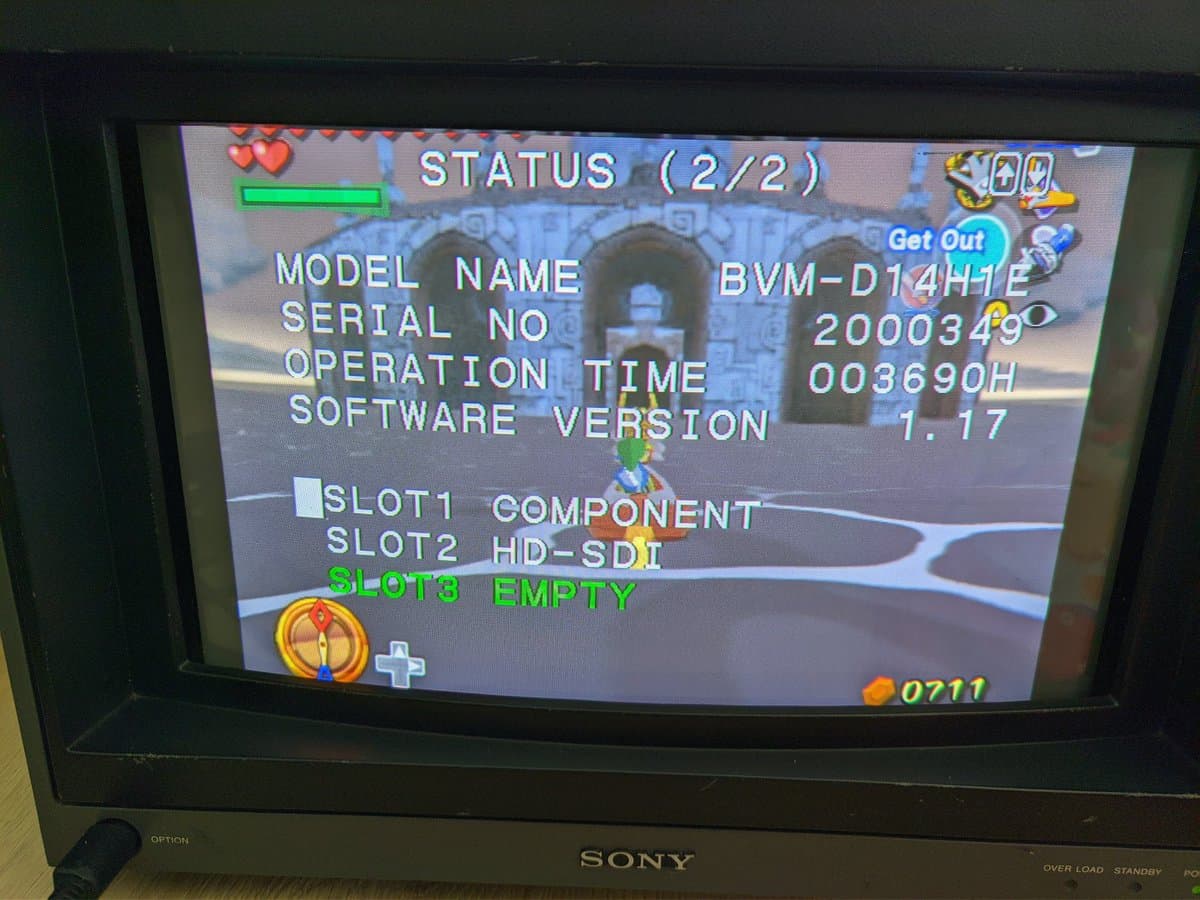 STATUS (2/2)
Get Out
MODEL NAME BVM-D14H1E
SERIAL NO 2000349
OPERATION TIME 003690H
SOFTWARE VERSION 1.17
SLOT1 COMPONENT
SLOT2 HD-SDI
SLOT3 EMPTY
0711
OPTION
SONY
OVER LOAD STANDBY PO